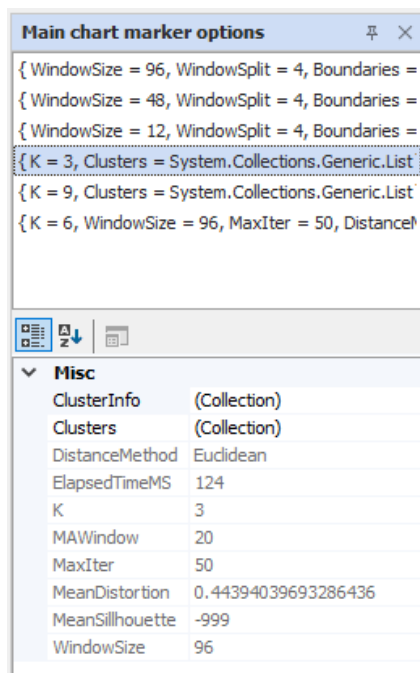 Main chart marker options
{ WindowSize = 96, WindowSplit = 4, Boundaries =
{ WindowSize = 48, WindowSplit = 4, Boundaries =
{ WindowSize = 12, WindowSplit = 4, Boundaries =
{ K = 3, Clusters = System.Collections.Generic.List`
{ K = 9, Clusters = System.Collections.Generic.List`
{ K = 6, WindowSize = 96, MaxIter = 50, DistanceM
Misc
ClusterInfo (Collection)
Clusters (Collection)
DistanceMethod Euclidean
ElapsedTimeMS 124
K 3
MAWindow 20
MaxIter 50
MeanDistortion 0.44394039693286436
MeanSillhouette -999
WindowSize 96